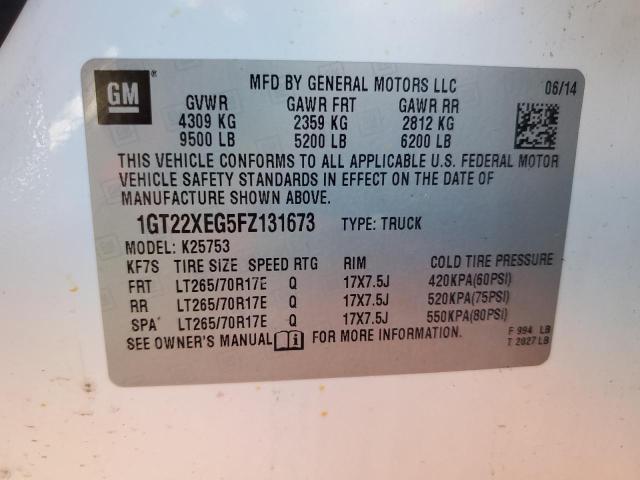 GM
MFD BY GENERAL MOTORS LLC 06/14
GVWR GAWR FRT GAWR RR
4309 KG 2359 KG 2812 KG
9500 LB 5200 LB 6200 LB
THIS VEHICLE CONFORMS TO ALL APPLICABLE U.S. FEDERAL MOTOR
VEHICLE SAFETY STANDARDS IN EFFECT ON THE DATE OF
MANUFACTURE SHOWN ABOVE.
1GT22XEG5FZ131673 TYPE: TRUCK
MODEL: K25753
KF7S TIRE SIZE SPEED RTG RIM COLD TIRE PRESSURE
FRT LT265/70R17E Q 17X7.5J 420KPA(60PSI)
RR LT265/70R17E Q 17X7.5J 520KPA(75PSI)
SPA LT265/70R17E Q 17X7.5J 550KPA(80PSI)
SEE OWNER'S MANUAL FOR MORE INFORMATION.
F 994 LB
T 2827 LB